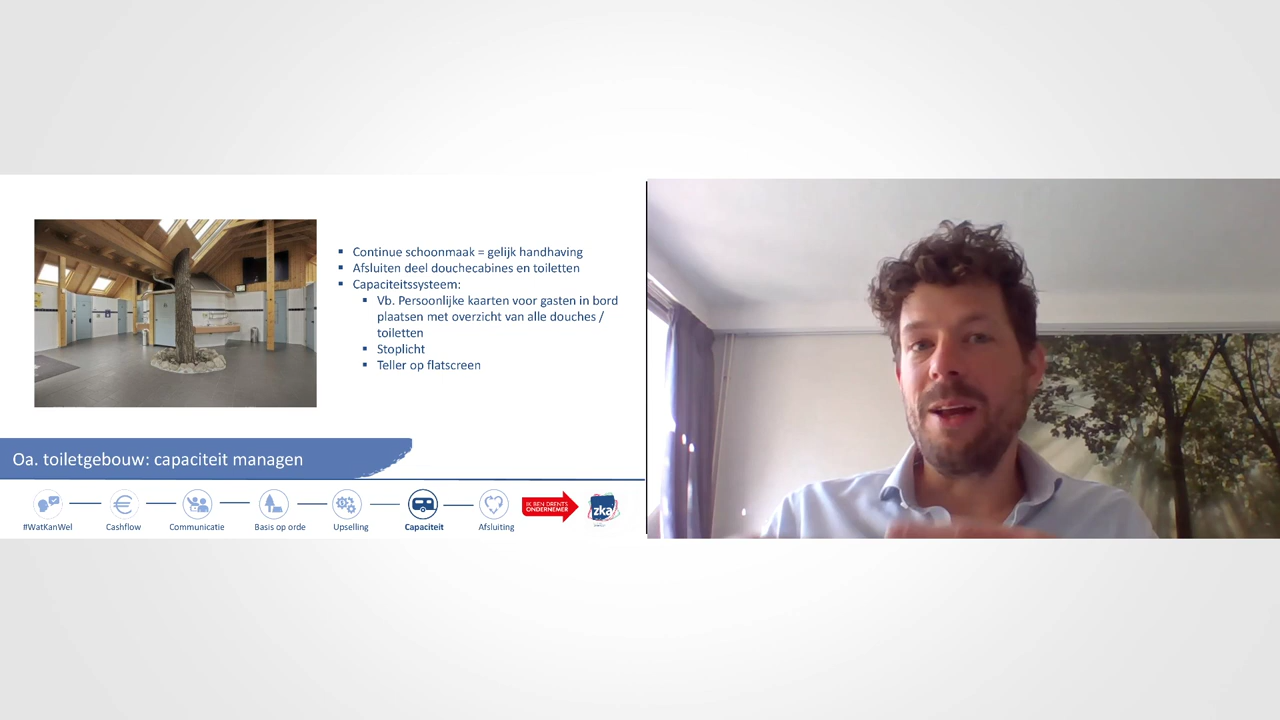 Continue schoonmaak = gelijk handhaving
Afsluiten deel douchecabines en toiletten
Capaciteitssysteem:
Vb. Persoonlijke kaarten voor gasten in bord
plaatsen met overzicht van alle douches /
toiletten
Stoplicht
Teller op flatscreen
Oa. toiletgebouw: capaciteit managen
#WatKanWel
Cashflow
Communicatie
Basis op orde
Upselling
Capaciteit
Afsluiting
IK BEN DRENTS
ONDERNEMER
zka